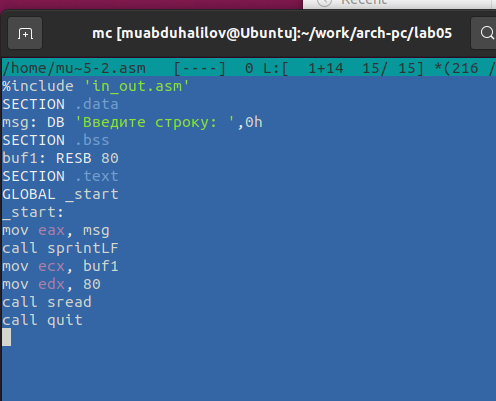 Recent
mc [muabduhalilov@Ubuntu]:~/work/arch-pc/lab05
/home/mu~5-2.asm   [----]  0 L:[  1+14  15/ 15] *(216 /
%include 'in_out.asm'
SECTION .data
msg: DB 'Введите строку: ',0h
SECTION .bss
buf1: RESB 80
SECTION .text
GLOBAL _start
_start:
mov eax, msg
call sprintLF
mov ecx, buf1
mov edx, 80
call sread
call quit